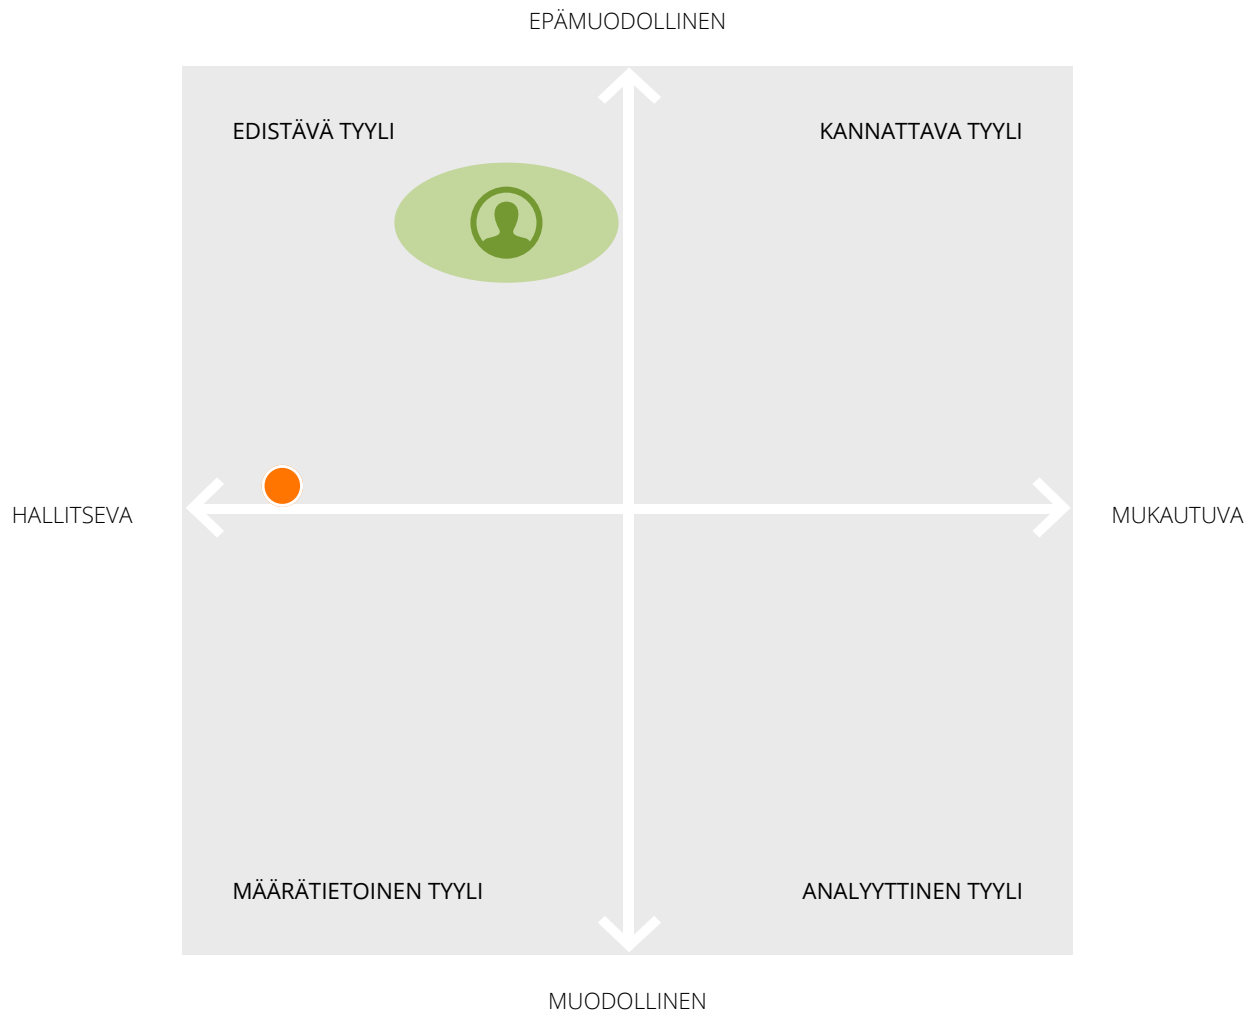 EPÄMUODOLLINEN
EDISTÄVÄ TYYLI
KANNATTAVA TYYLI
HALLITSEVA
MUKAUTUVA
MÄÄRÄTIETOINEN TYYLI
ANALYYTTINEN TYYLI
MUODOLLINEN